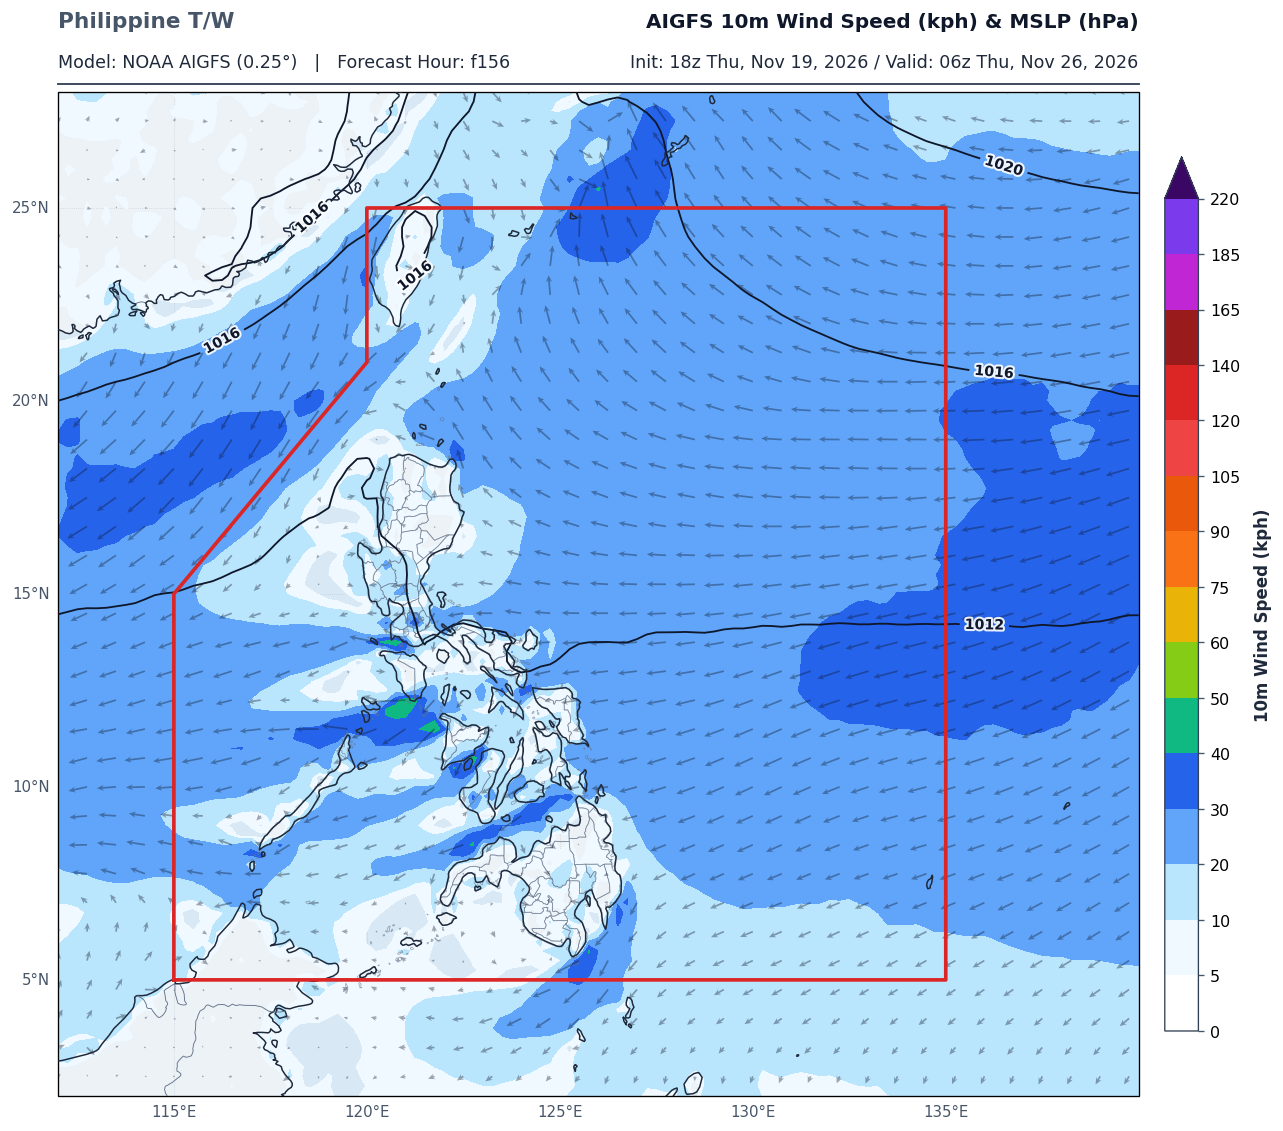 Philippine T/W
AIGFS 10m Wind Speed (kph) & MSLP (hPa)
Model: NOAA AIGFS (0.25°) | Forecast Hour: f156
Init: 18z Thu, Nov 19, 2026 / Valid: 06z Thu, Nov 26, 2026
1020
1016
1016
1016
1016
1012
25°N
20°N
15°N
10°N
5°N
115°E
120°E
125°E
130°E
135°E
220
185
165
140
120
105
90
75
60
50
40
30
20
10
5
0
10m Wind Speed (kph)